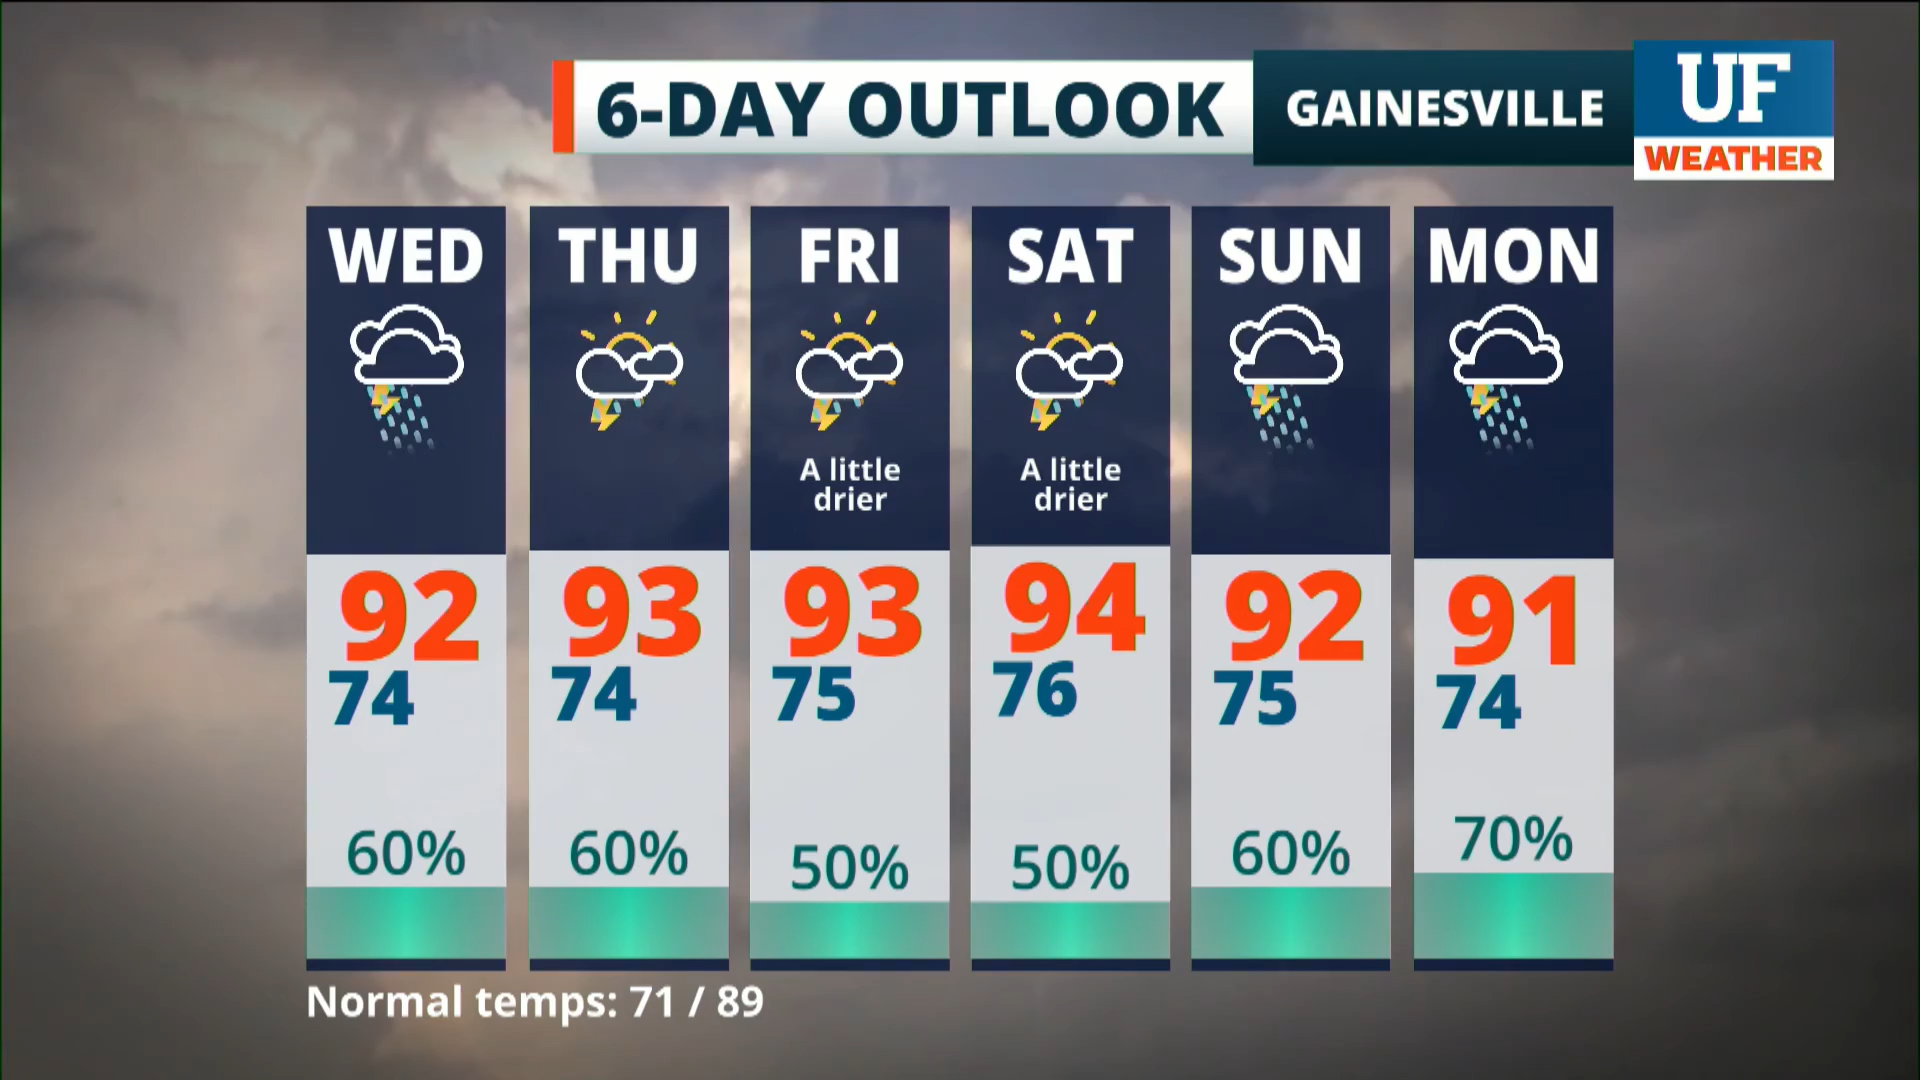 6-DAY OUTLOOK
GAINESVILLE
UF
WEATHER
WED
THU
FRI
SAT
SUN
MON
A little
drier
A little
drier
92
93
93
94
92
91
74
74
75
76
75
74
60%
60%
50%
50%
60%
70%
Normal temps: 71 / 89